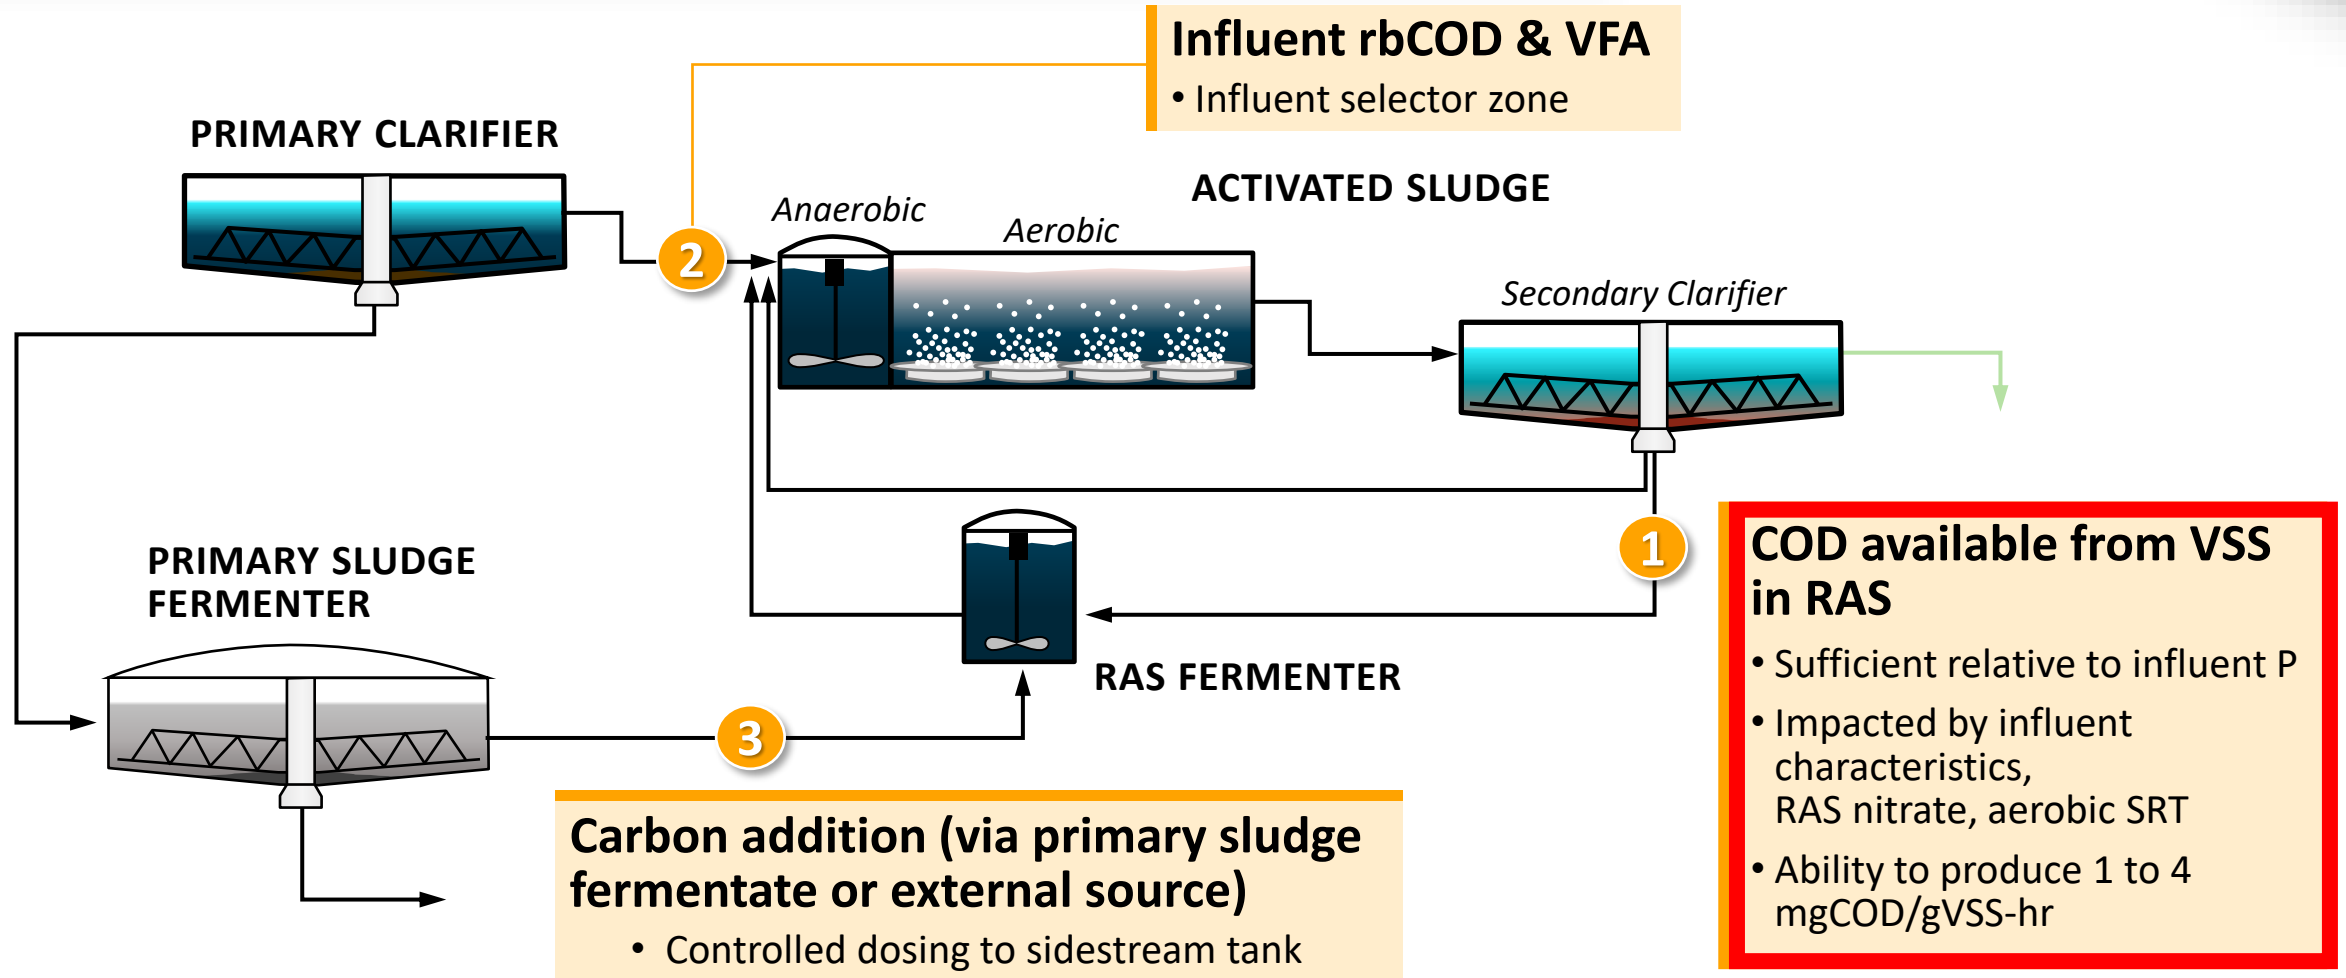 Influent rbCOD & VFA
• Influent selector zone
PRIMARY CLARIFIER
ACTIVATED SLUDGE
Anaerobic
Aerobic
2
Secondary Clarifier
1
COD available from VSS
in RAS
• Sufficient relative to influent P
• Impacted by influent
characteristics,
RAS nitrate, aerobic SRT
• Ability to produce 1 to 4
mgCOD/gVSS-hr
PRIMARY SLUDGE
FERMENTER
RAS FERMENTER
3
Carbon addition (via primary sludge
fermentate or external source)
• Controlled dosing to sidestream tank